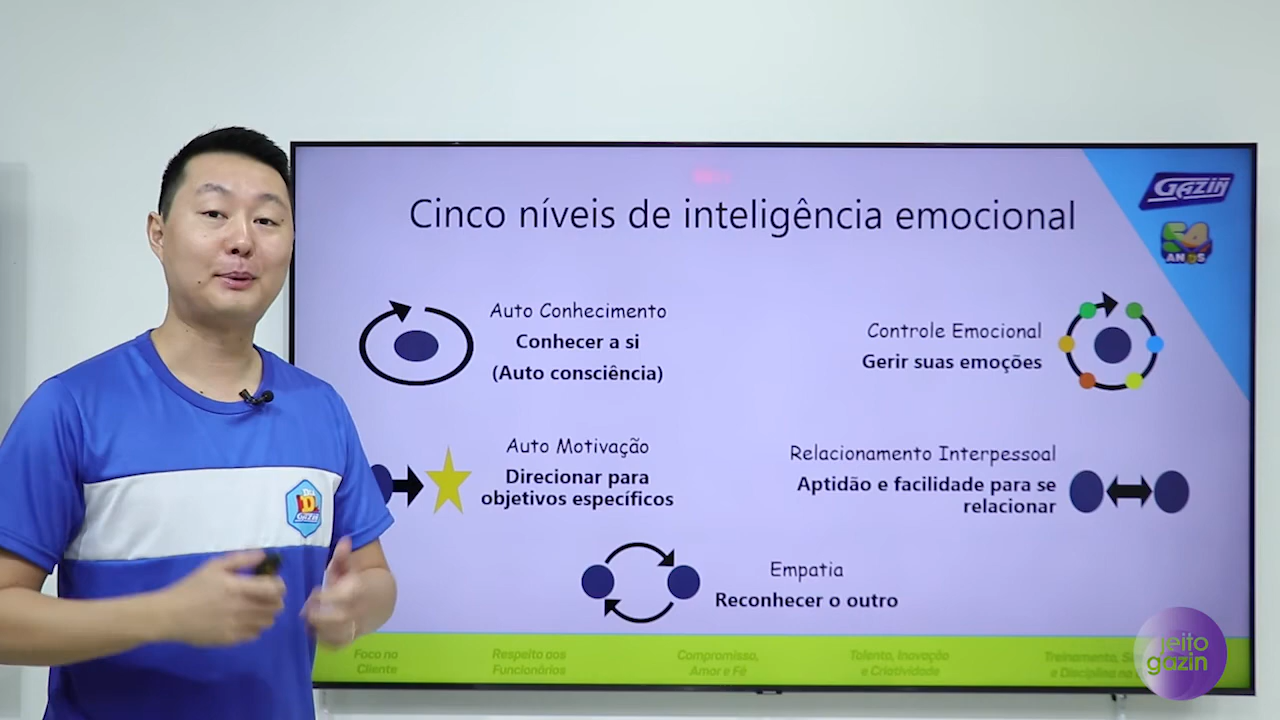 Cinco níveis de inteligência emocional
GAZIN
54
ANOS
Auto Conhecimento
Conhecer a si
(Auto consciência)
Controle Emocional
Gerir suas emoções
Auto Motivação
Direcionar para
objetivos específicos
Relacionamento Interpessoal
Aptidão e facilidade para se
relacionar
Empatia
Reconhecer o outro
DIA
D
GAZIN
Foco no
Cliente
Respeito aos
Funcionários
Compromisso,
Amor e Fé
Talento, Inovação
e Criatividade
Treinamento,
e Disciplina
jeito
gazin